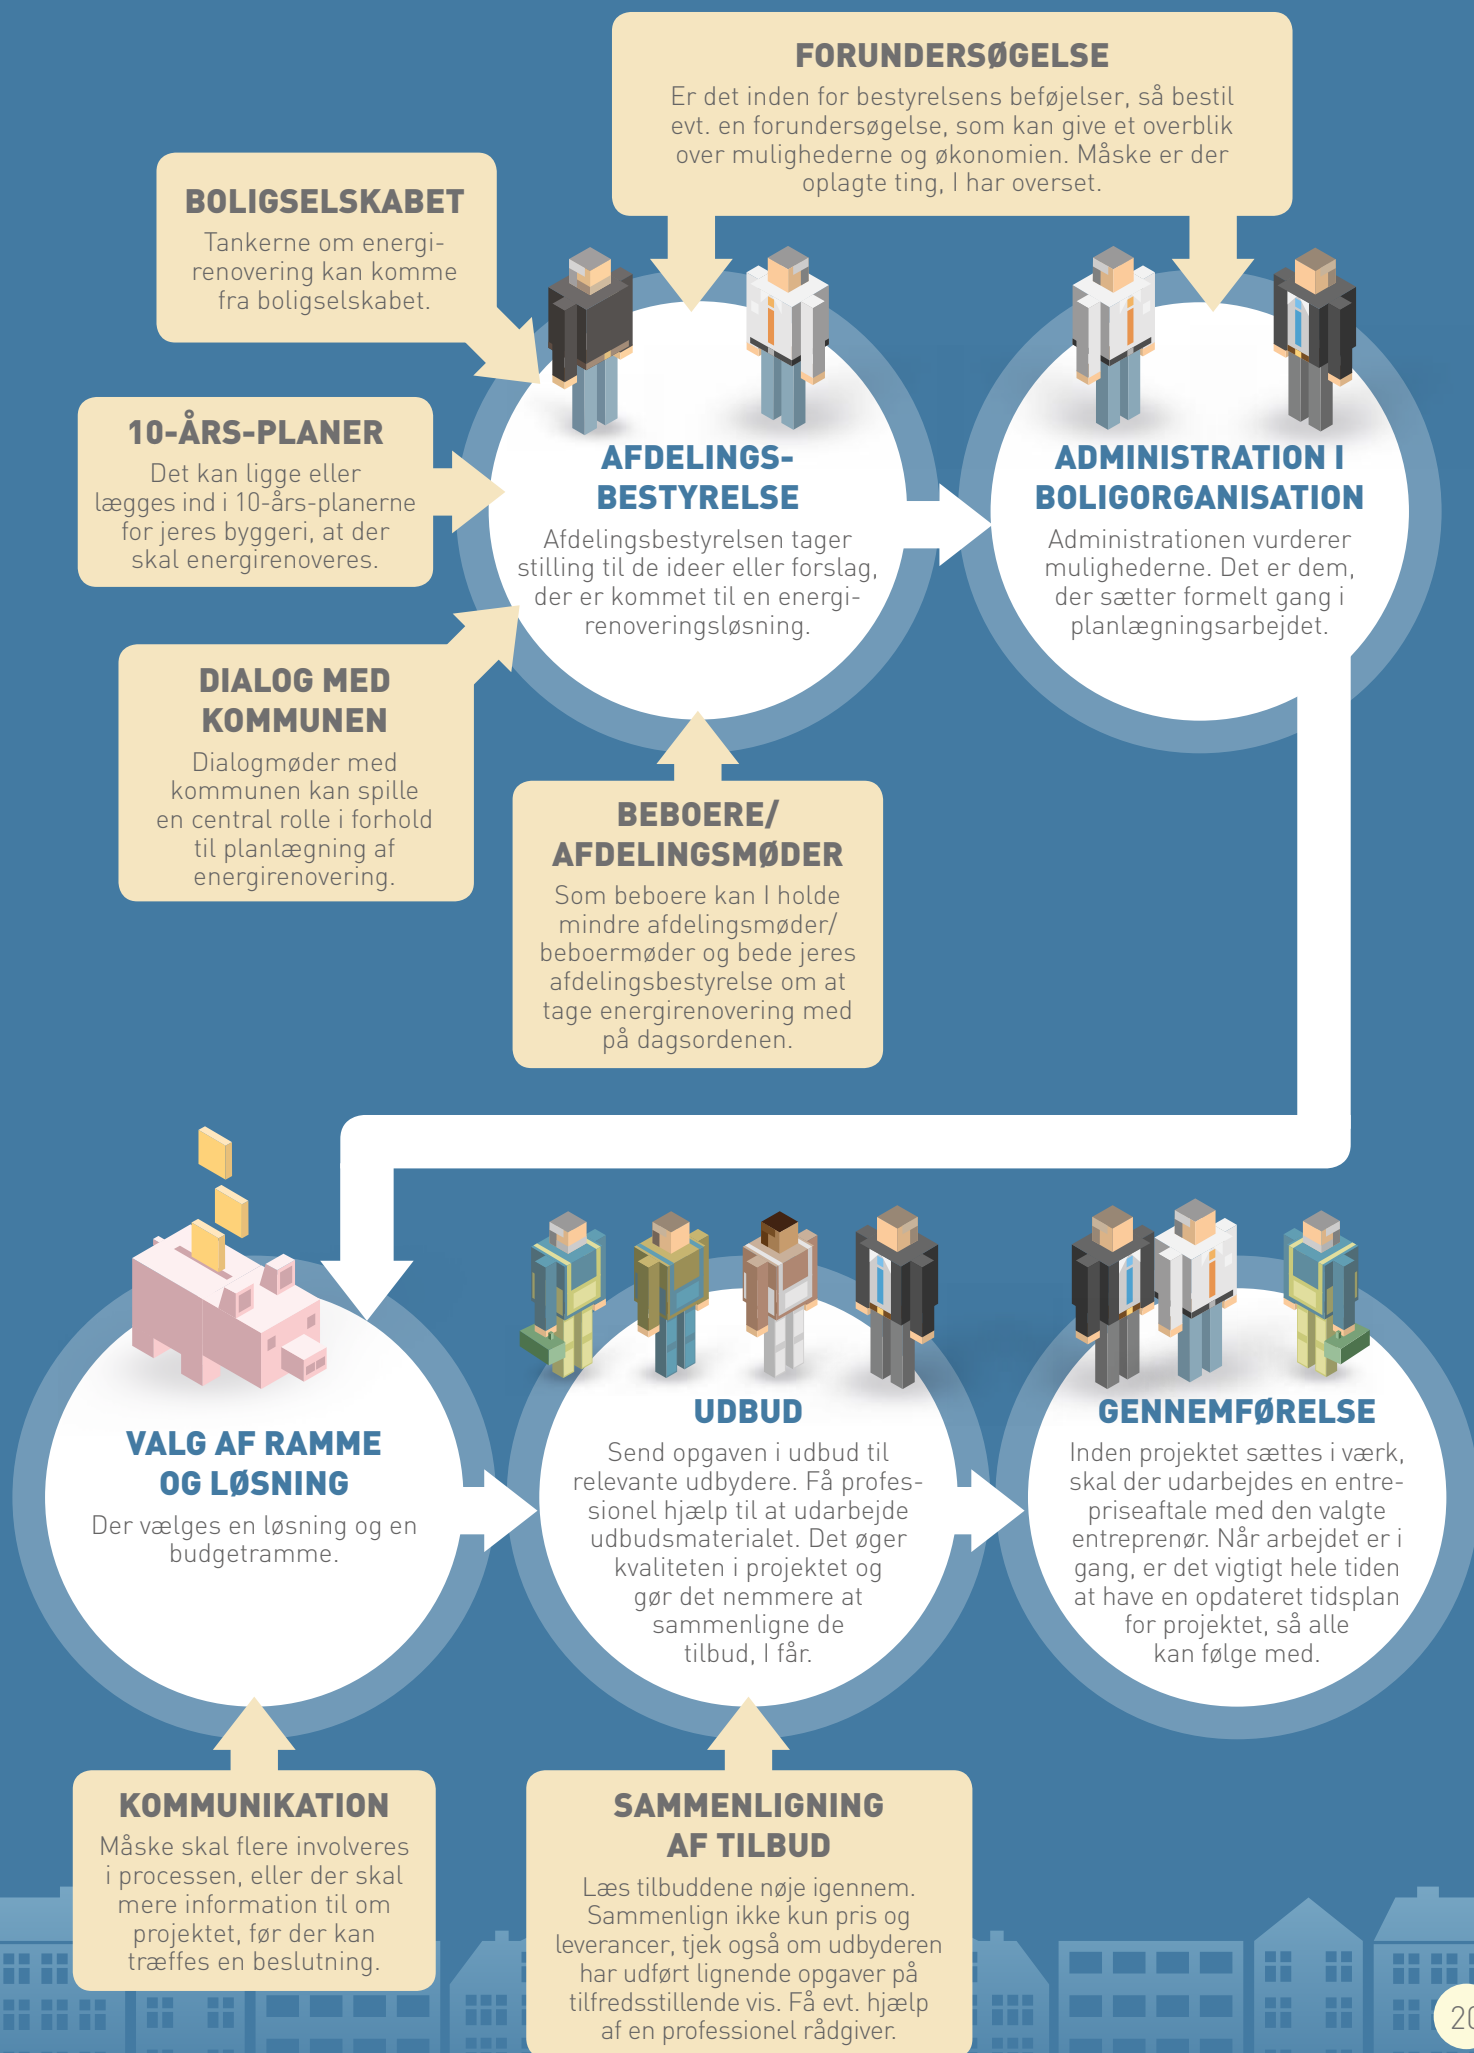 FORUNDERSØGELSE
Er det inden for bestyrelsens beføjelser, så bestil
evt. en forundersøgelse, som kan give et overblik
over mulighederne og økonomien. Måske er der
oplagte ting, I har overset.
BOLIGSELSKABET
Tankerne om energi-
renovering kan komme
fra boligselskabet.
10-ÅRS-PLANER
Det kan ligge eller
lægges ind i 10-års-planerne
for jeres byggeri, at der
skal energirenoveres.
DIALOG MED
KOMMUNEN
Dialogmøder med
kommunen kan spille
en central rolle i forhold
til planlægning af
energirenovering.
AFDELINGS-
BESTYRELSE
Afdelingsbestyrelsen tager
stilling til de ideer eller forslag,
der er kommet til en energi-
renoveringsløsning.
ADMINISTRATION I
BOLIGORGANISATION
Administrationen vurderer
mulighederne. Det er dem,
der sætter formelt gang i
planlægningsarbejdet.
BEBOERE/
AFDELINGSMØDER
Som beboere kan I holde
mindre afdelingsmøder/
beboermøder og bede jeres
afdelingsbestyrelse om at
tage energirenovering med
på dagsordenen.
VALG AF RAMME
OG LØSNING
Der vælges en løsning og en
budgetramme.
UDBUD
Send opgaven i udbud til
relevante udbydere. Få profes-
sionel hjælp til at udarbejde
udbudsmaterialet. Det øger
kvaliteten i projektet og
gør det nemmere at
sammenligne de
tilbud, I får.
GENNEMFØRELSE
Inden projektet sættes i værk,
skal der udarbejdes en entre-
priseaftale med den valgte
entreprenør. Når arbejdet er i
gang, er det vigtigt hele tiden
at have en opdateret tidsplan
for projektet, så alle
kan følge med.
KOMMUNIKATION
Måske skal flere involveres
i processen, eller der skal
mere information til om
projektet, før der kan
træffes en beslutning.
SAMMENLIGNING
AF TILBUD
Læs tilbuddene nøje igennem.
Sammenlign ikke kun pris og
leverancer, tjek også om udbyderen
har udført lignende opgaver på
tilfredsstillende vis. Få evt. hjælp
af en professionel rådgiver.
20